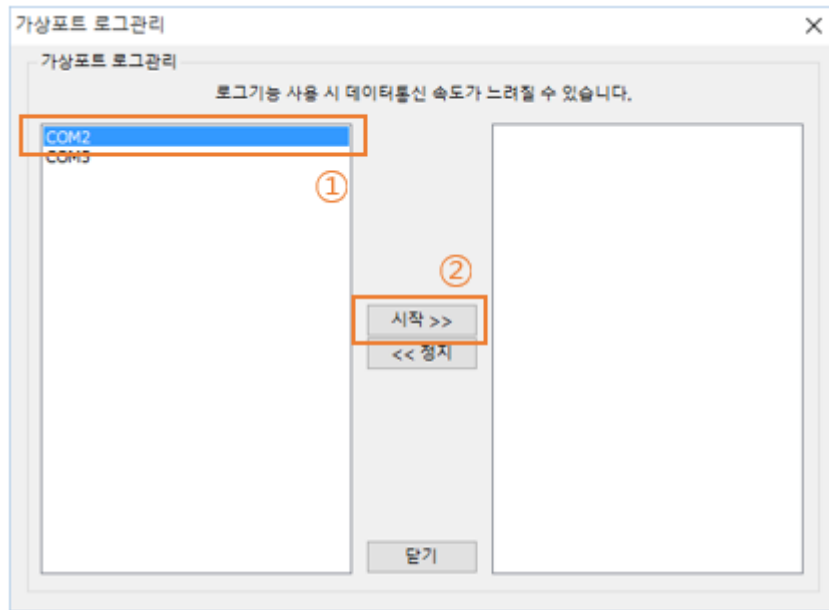 가상포트 로그관리
가상포트 로그관리
로그기능 사용 시 데이터통신 속도가 느려질 수 있습니다.
COM2
COM3
①
②
시작 >>
<< 정지
닫기